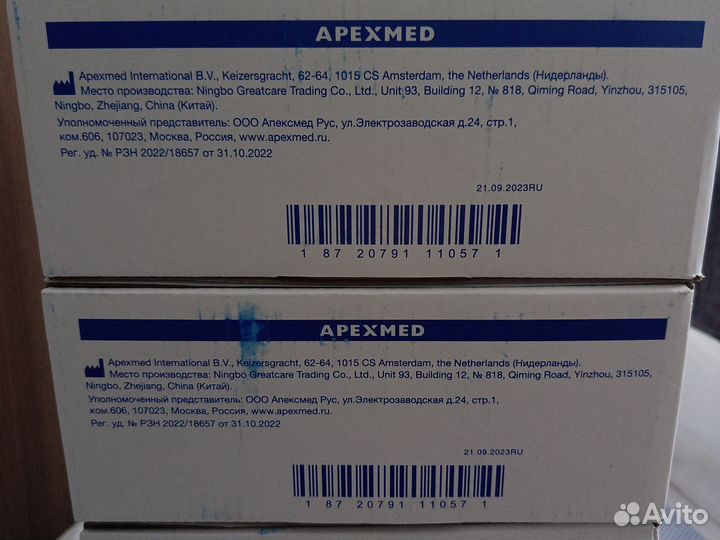 APEXMED
Apexmed International B.V., Keizersgracht, 62-64, 1015 CS Amsterdam, the Netherlands (Нидерланды).
Место производства: Ningbo Greatcare Trading Co., Ltd., Unit 93, Building 12, № 818, Qiming Road, Yinzhou, 315105,
Ningbo, Zhejiang, China (Китай).
Уполномоченный представитель: ООО Апексмед Рус, ул.Электрозаводская д.24, стр.1,
ком.606, 107023, Москва, Россия, www.apexmed.ru.
Рег. уд. № РЗН 2022/18657 от 31.10.2022
21.09.2023RU
1 87 20791 11057 1
APEXMED
Apexmed International B.V., Keizersgracht, 62-64, 1015 CS Amsterdam, the Netherlands (Нидерланды).
Место производства: Ningbo Greatcare Trading Co., Ltd., Unit 93, Building 12, № 818, Qiming Road, Yinzhou, 315105,
Ningbo, Zhejiang, China (Китай).
Уполномоченный представитель: ООО Апексмед Рус, ул.Электрозаводская д.24, стр.1,
ком.606, 107023, Москва, Россия, www.apexmed.ru.
Рег. уд. № РЗН 2022/18657 от 31.10.2022
21.09.2023RU
1 87 20791 11057 1
Avito